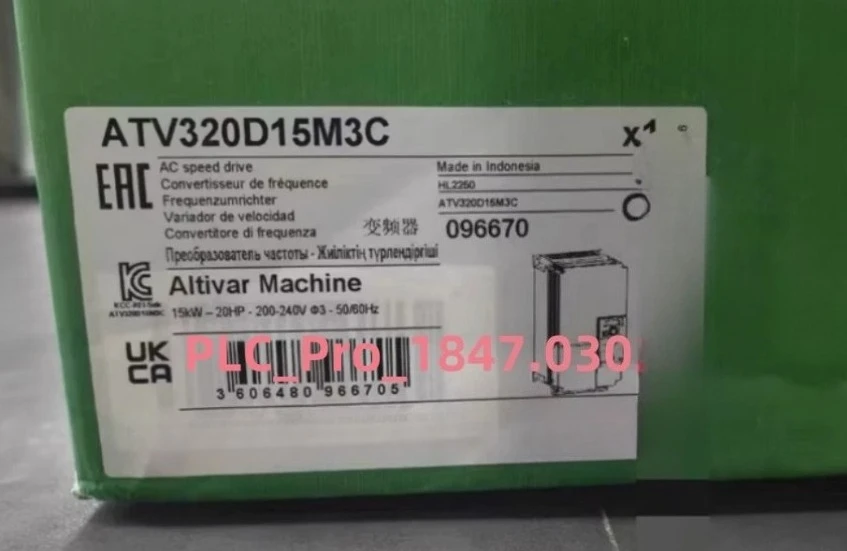 ATV320D15M3C
x1
EAC
AC speed drive
Convertisseur de fréquence
Frequenzumrichter
Variador de velocidad
Convertitore di frequenza
变频器
Преобразователь частоты - Жиіліктің түрлендіргіші
Made in Indonesia
HL2250
ATV320D15M3C
096670
Altivar Machine
15kW - 20HP - 200-240V Φ3 - 50/60Hz
UK
CA
PLC_Pro_1847.030.
3 606480 966705